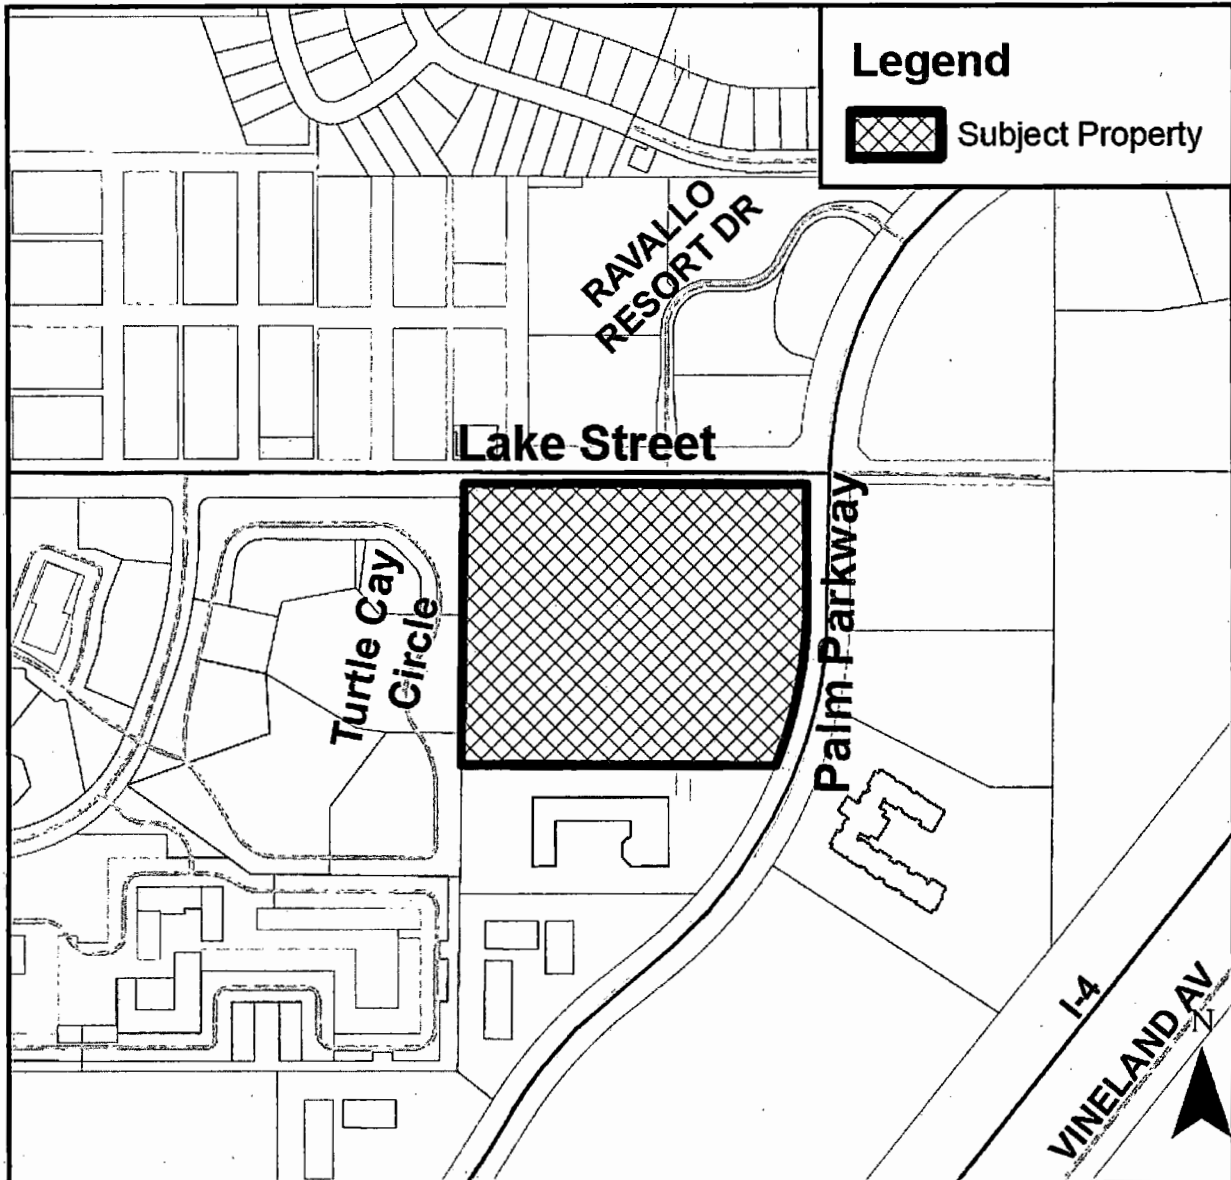 Legend
Subject Property
RAVALLO
RESORT DR
Lake Street
Turtle Cay
Circle
Palm Parkway
I-4
VINELAND AV
N